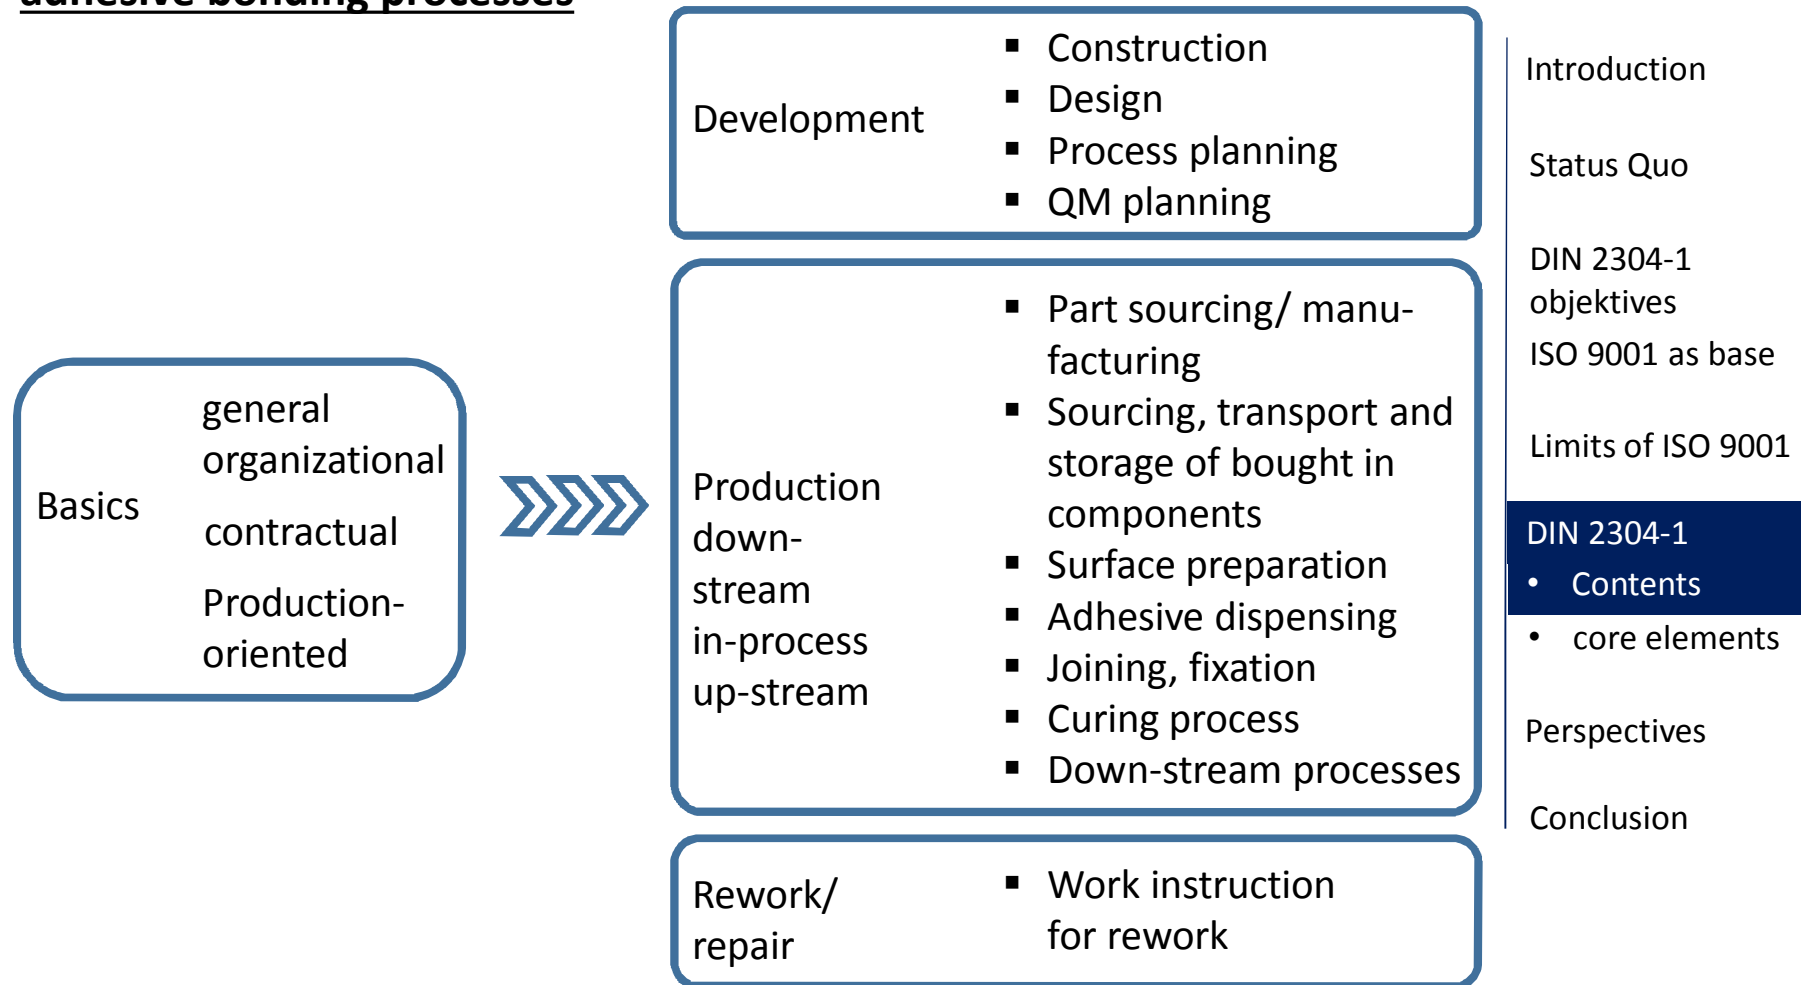 adhesive bonding processes
Basics
general
organizational
contractual
Production-
oriented
Development
▪ Construction
▪ Design
▪ Process planning
▪ QM planning
Production
down-
stream
in-process
up-stream
▪ Part sourcing/ manu-
facturing
▪ Sourcing, transport and
storage of bought in
components
▪ Surface preparation
▪ Adhesive dispensing
▪ Joining, fixation
▪ Curing process
▪ Down-stream processes
Rework/
repair
▪ Work instruction
for rework
Introduction
Status Quo
DIN 2304-1
objektives
ISO 9001 as base
Limits of ISO 9001
DIN 2304-1
• Contents
• core elements
Perspectives
Conclusion